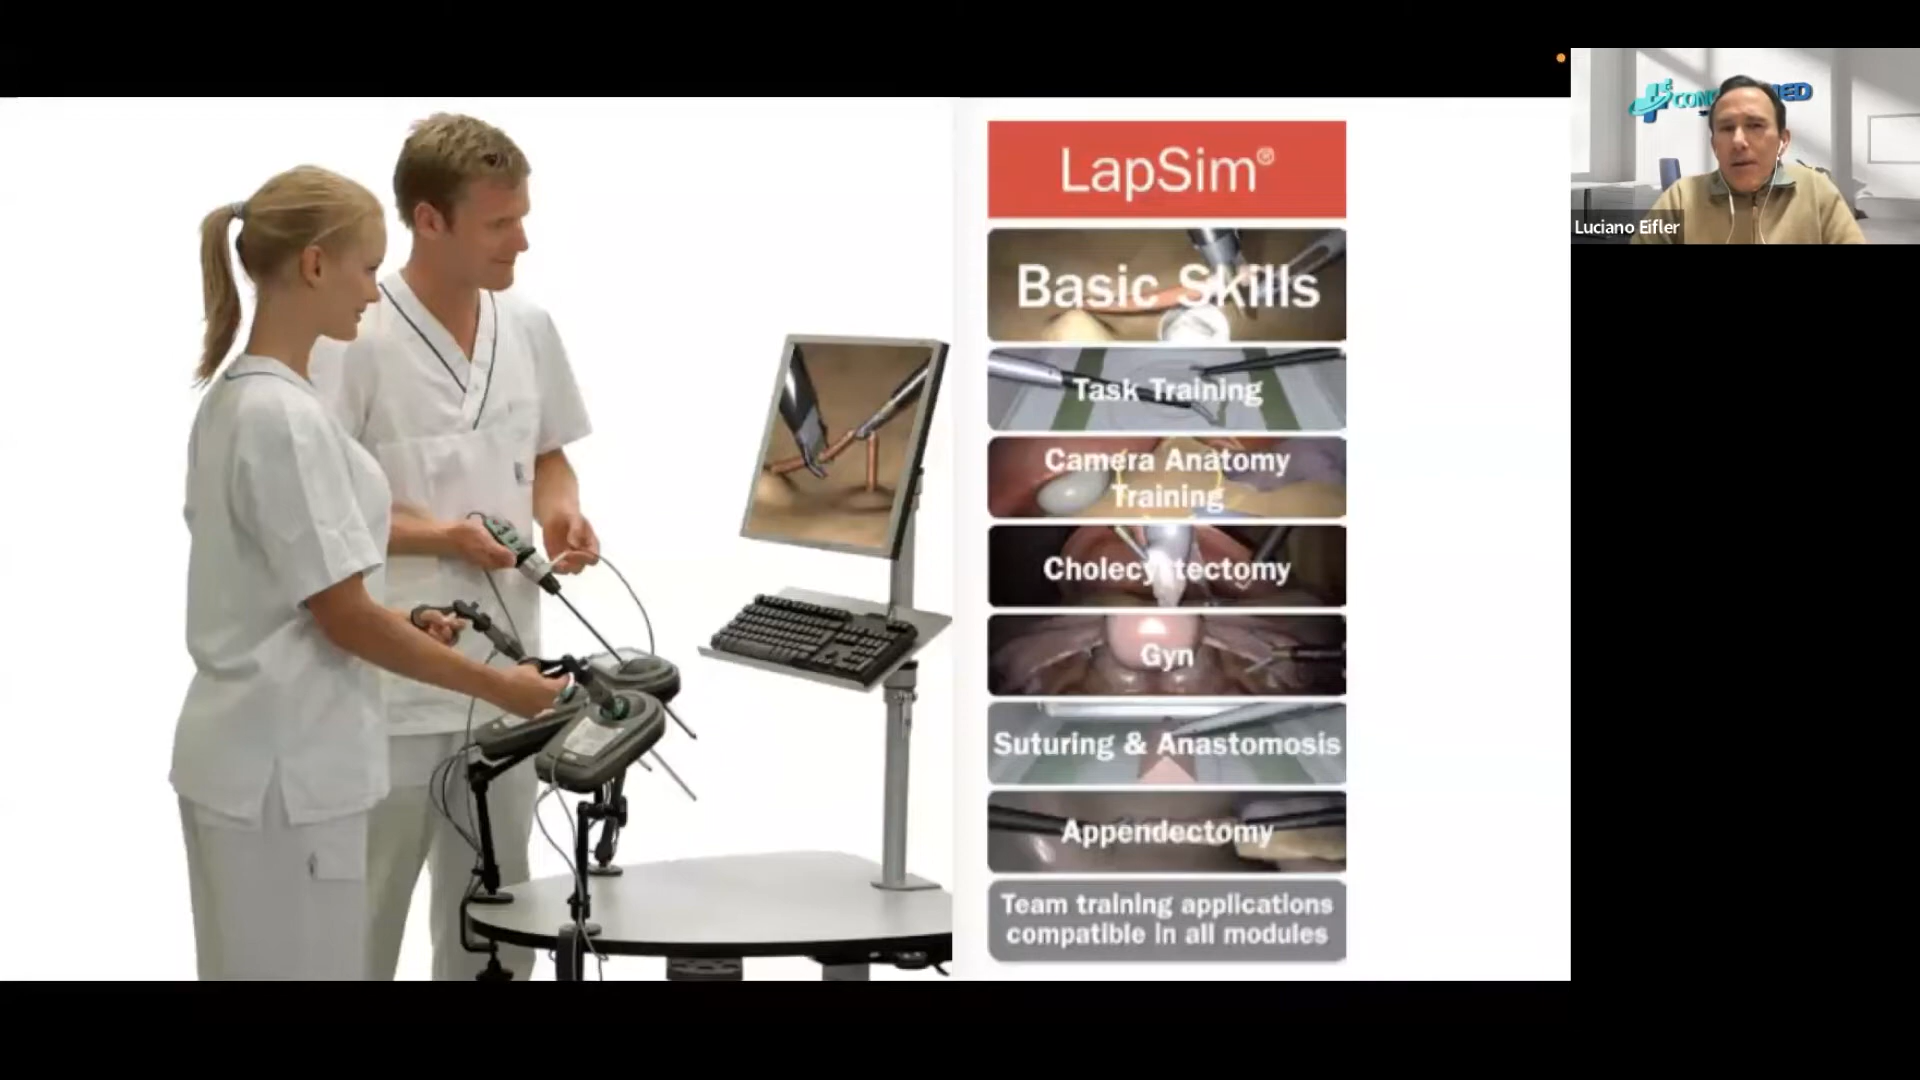 LapSim®
Basic Skills
Task Training
Camera Anatomy
Training
Cholecystectomy
Gyn
Suturing & Anastomosis
Appendectomy
Team training applications
compatible in all modules
Luciano Eifler